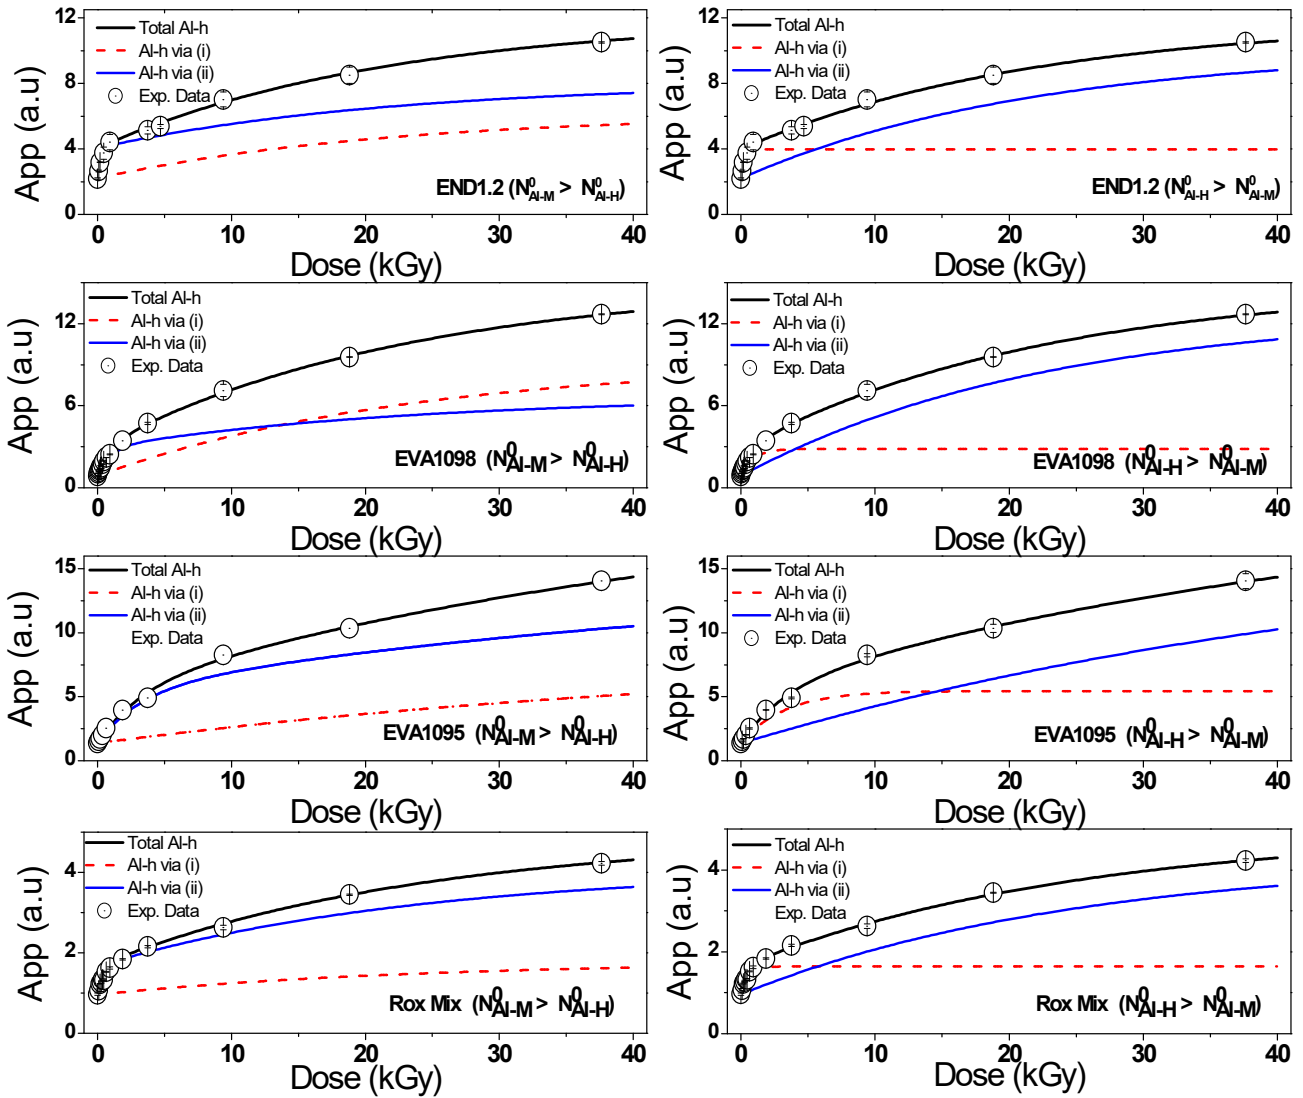 12
8
4
0
App (a.u)
Total Al-h
Al-h via (i)
Al-h via (ii)
Exp. Data
END1.2 (N⁰Al-M > N⁰Al-H)
0 10 20 30 40
Dose (kGy)
12
8
4
0
App (a.u)
Total Al-h
Al-h via (i)
Al-h via (ii)
Exp. Data
END1.2 (N⁰Al-H > N⁰Al-M)
0 10 20 30 40
Dose (kGy)
12
6
0
App (a.u)
Total Al-h
Al-h via (i)
Al-h via (ii)
Exp. Data
EVA1098 (N⁰Al-M > N⁰Al-H)
0 10 20 30 40
Dose (kGy)
12
6
0
App (a.u)
Total Al-h
Al-h via (i)
Al-h via (ii)
Exp. Data
EVA1098 (N⁰Al-H > N⁰Al-M)
0 10 20 30 40
Dose (kGy)
15
10
5
0
App (a.u)
Total Al-h
Al-h via (i)
Al-h via (ii)
Exp. Data
EVA1095 (N⁰Al-M > N⁰Al-H)
0 10 20 30 40
Dose (kGy)
15
10
5
0
App (a.u)
Total Al-h
Al-h via (i)
Al-h via (ii)
Exp. Data
EVA1095 (N⁰Al-H > N⁰Al-M)
0 10 20 30 40
Dose (kGy)
4
2
0
App (a.u)
Total Al-h
Al-h via (i)
Al-h via (ii)
Exp. Data
Rox Mix (N⁰Al-M > N⁰Al-H)
0 10 20 30 40
Dose (kGy)
4
2
0
App (a.u)
Total Al-h
Al-h via (i)
Al-h via (ii)
Exp. Data
Rox Mix (N⁰Al-H > N⁰Al-M)
0 10 20 30 40
Dose (kGy)